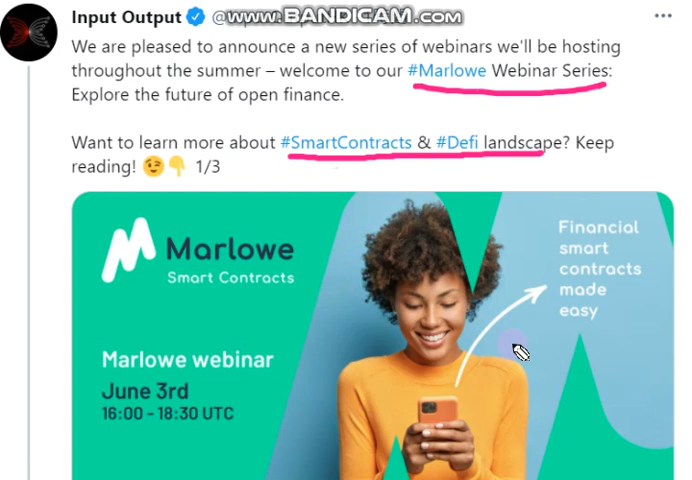 www.BANDICAM.com
Input Output
We are pleased to announce a new series of webinars we'll be hosting
throughout the summer – welcome to our #Marlowe Webinar Series:
Explore the future of open finance.
Want to learn more about #SmartContracts & #Defi landscape? Keep
reading! 😉👇 1/3
Marlowe
Smart Contracts
Financial
smart
contracts
made
easy
Marlowe webinar
June 3rd
16:00 - 18:30 UTC